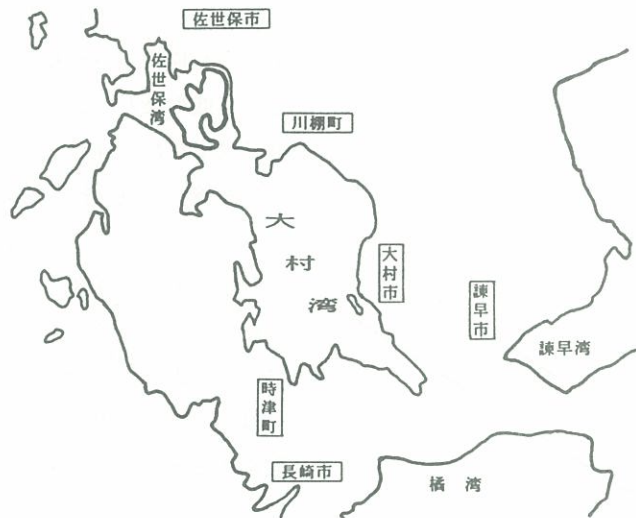 佐世保市
佐世保湾
川棚町
大村湾
大村市
諫早市
諫早湾
時津町
長崎市
橘湾